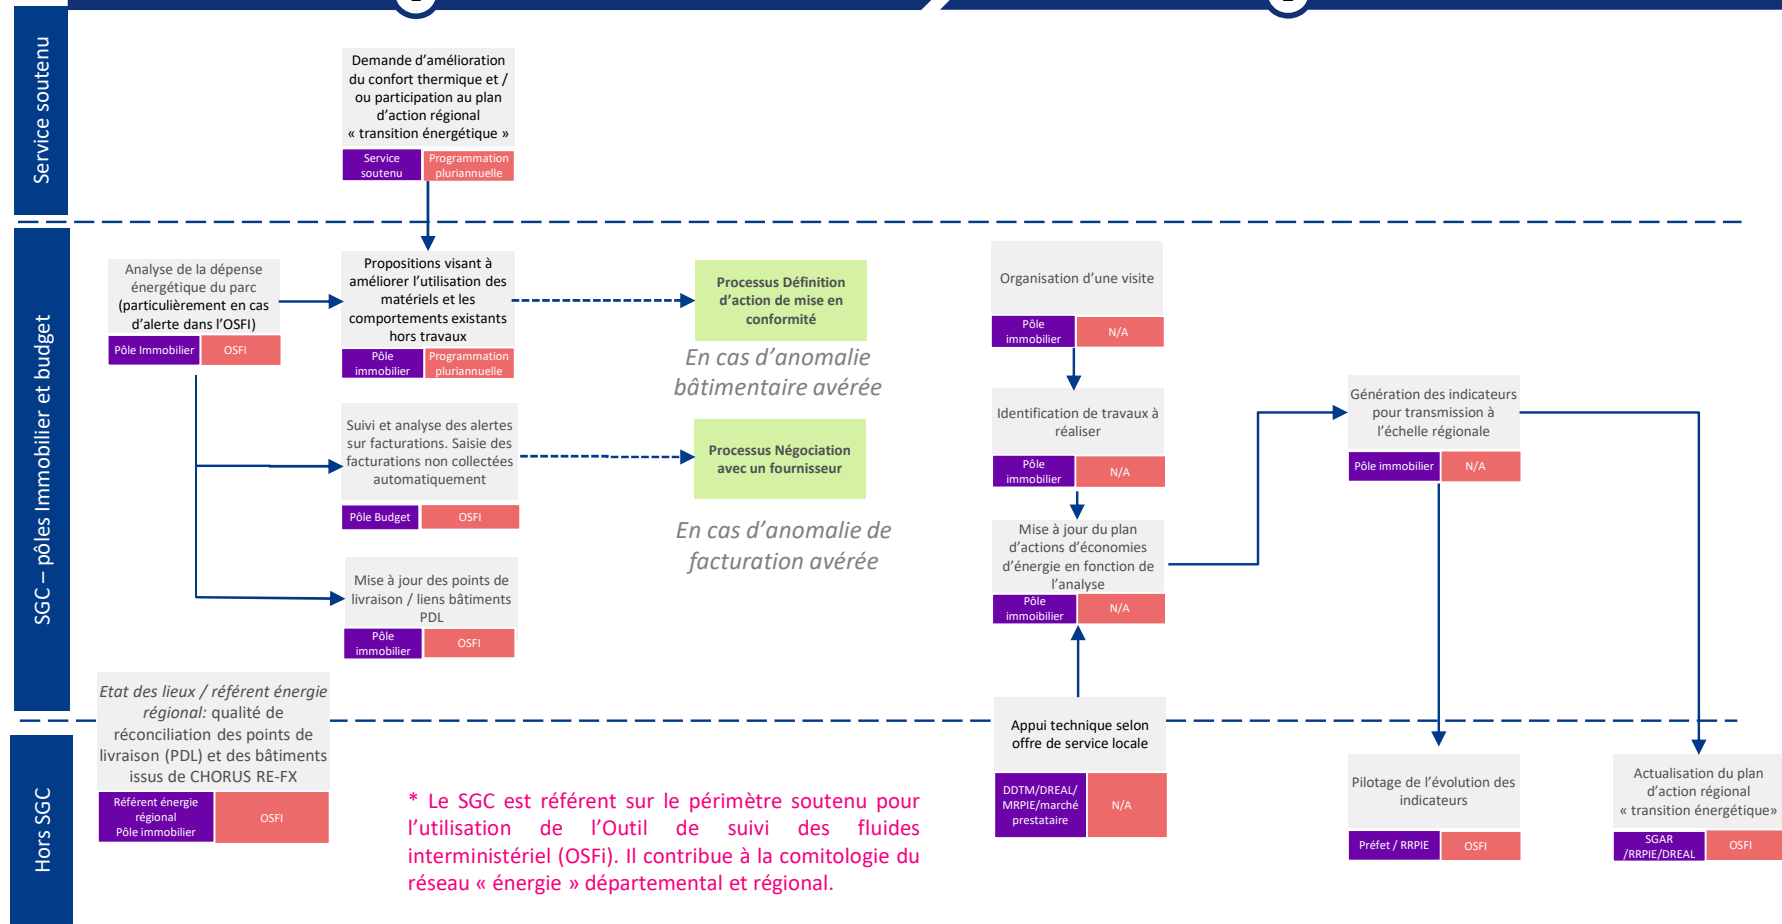 Service soutenu
Demande d’amélioration
du confort thermique et /
ou participation au plan
d’action régional
« transition énergétique »
Service
soutenu
Programmation
pluriannuelle
SGC – pôles Immobilier et budget
Analyse de la dépense
énergétique du parc
(particulièrement en cas
d’alerte dans l’OSFI)
Pôle Immobilier
OSFI
Propositions visant à
améliorer l’utilisation des
matériels et les
comportements existants
hors travaux
Pôle
immobilier
Programmation
pluriannuelle
Processus Définition
d’action de mise en
conformité
En cas d’anomalie
bâtimentaire avérée
Suivi et analyse des alertes
sur facturations. Saisie des
facturations non collectées
automatiquement
Pôle Budget
OSFI
Processus Négociation
avec un fournisseur
En cas d’anomalie de
facturation avérée
Mise à jour des points de
livraison / liens bâtiments
PDL
Pôle
immobilier
OSFI
Organisation d’une visite
Pôle
immobilier
N/A
Identification de travaux à
réaliser
Pôle
immobilier
N/A
Mise à jour du plan
d’actions d’économies
d’énergie en fonction de
l’analyse
Pôle
immoibilier
N/A
Génération des indicateurs
pour transmission à
l’échelle régionale
Pôle immobilier
N/A
Hors SGC
Etat des lieux / référent énergie
régional: qualité de
réconciliation des points de
livraison (PDL) et des bâtiments
issus de CHORUS RE-FX
Référent énergie
régional
Pôle immobilier
OSFI
* Le SGC est référent sur le périmètre soutenu pour
l’utilisation de l’Outil de suivi des fluides
interministériel (OSFi). Il contribue à la comitologie du
réseau « énergie » départemental et régional.
Appui technique selon
offre de service locale
DDTM/DREAL/
MRPIE/marché
prestataire
N/A
Pilotage de l’évolution des
indicateurs
Préfet / RRPIE
OSFI
Actualisation du plan
d’action régional
« transition énergétique»
SGAR
/RRPIE/DREAL
OSFI